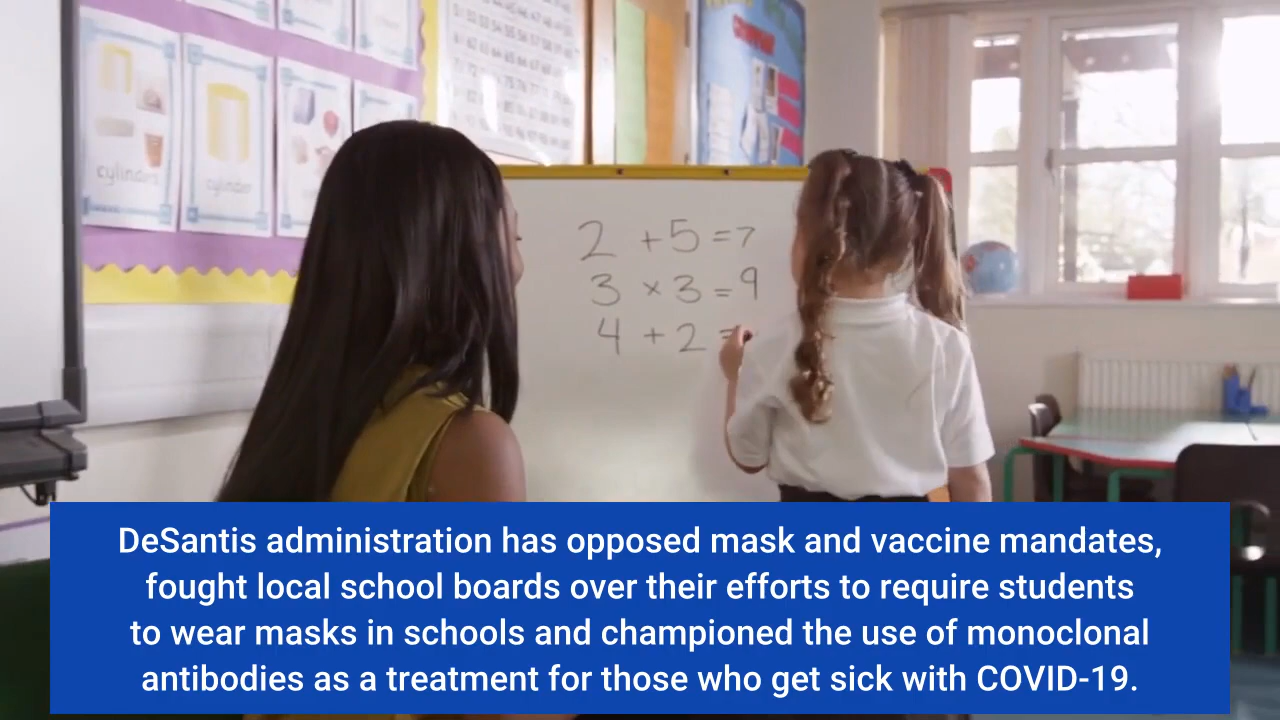 cylinders
cylinder
2 + 5 = 7
3 × 3 = 9
4 + 2 =
DeSantis administration has opposed mask and vaccine mandates,
fought local school boards over their efforts to require students
to wear masks in schools and championed the use of monoclonal
antibodies as a treatment for those who get sick with COVID-19.